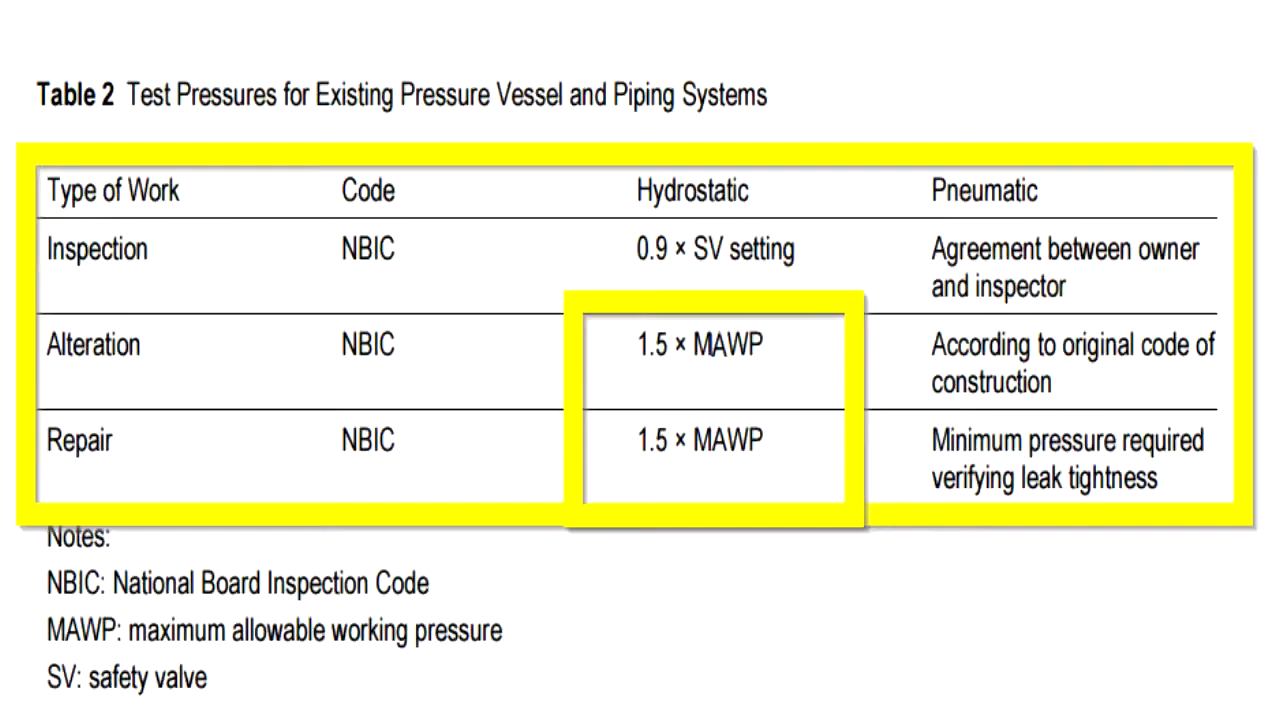 Table 2 Test Pressures for Existing Pressure Vessel and Piping Systems
Type of Work Code Hydrostatic Pneumatic
Inspection NBIC 0.9 × SV setting Agreement between owner
and inspector
Alteration NBIC 1.5 × MAWP According to original code of
construction
Repair NBIC 1.5 × MAWP Minimum pressure required
verifying leak tightness
Notes:
NBIC: National Board Inspection Code
MAWP: maximum allowable working pressure
SV: safety valve